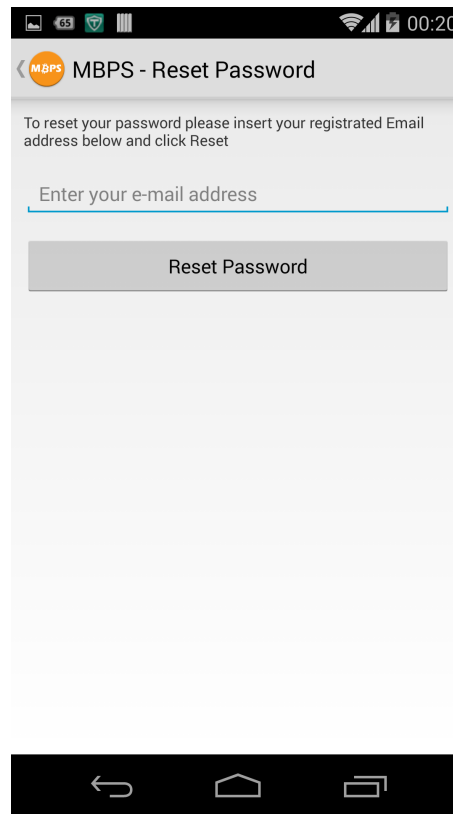 65
00:20
MBPS
MBPS - Reset Password
To reset your password please insert your registrated Email
address below and click Reset
Enter your e-mail address
Reset Password